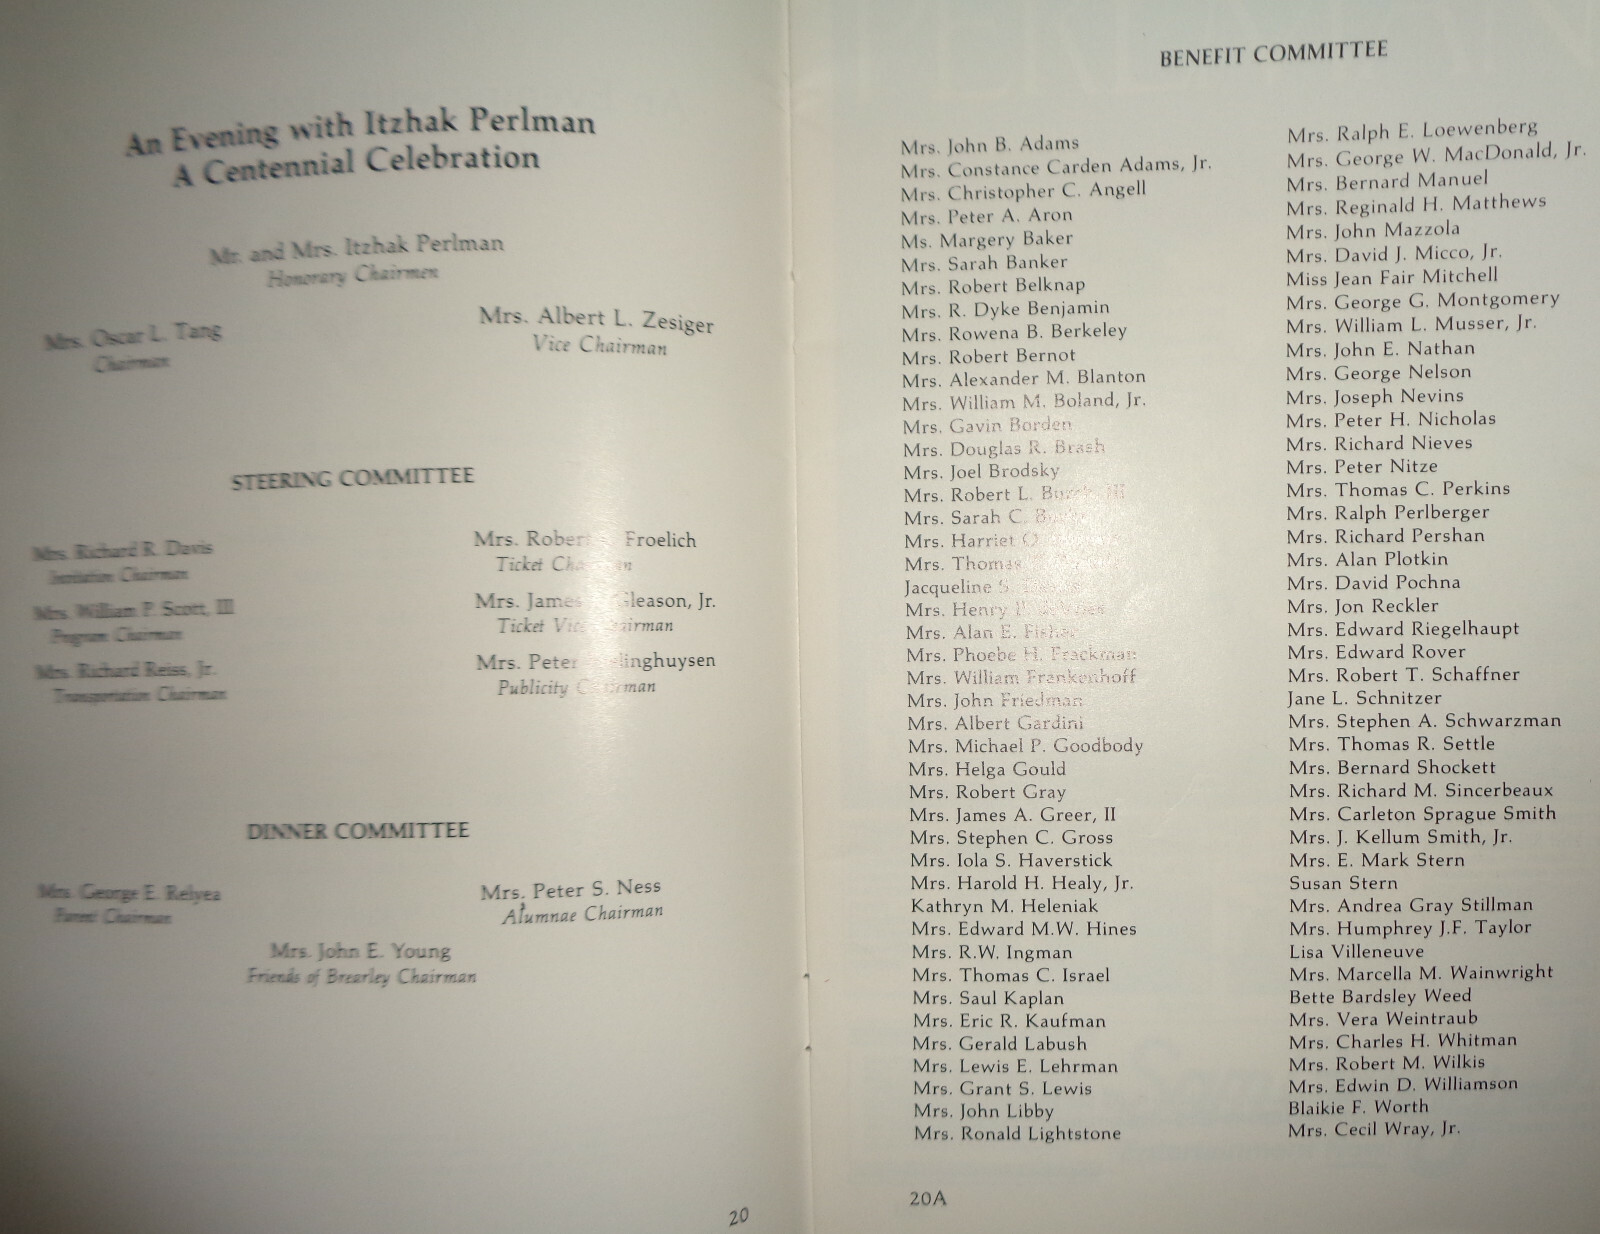 An Evening with Itzhak Perlman
A Centennial Celebration
Mr. and Mrs. Itzhak Perlman
Honorary Chairmen
Mrs. Oscar L. Tang
Chairman
Mrs. Albert L. Zesiger
Vice Chairman
STEERING COMMITTEE
Mrs. Richard R. Davis
Invitation Chairman
Mrs. William P. Scott, III
Program Chairman
Mrs. Richard Reiss, Jr.
Transportation Chairman
Mrs. Froelich
Ticket
Mrs. James Gleason, Jr.
Ticket Vice Chairman
Mrs. Peter
Publicity Chairman
DINNER COMMITTEE
Mrs. George E. Relyea
Parent Chairman
Mrs. Peter S. Ness
Alumnae Chairman
Mrs. John E. Young
Friends of Brearley Chairman
20
BENEFIT COMMITTEE
Mrs. John B. Adams
Mrs. Constance Carden Adams, Jr.
Mrs. Christopher C. Angell
Mrs. Peter A. Aron
Ms. Margery Baker
Mrs. Sarah Banker
Mrs. Robert Belknap
Mrs. R. Dyke Benjamin
Mrs. Rowena B. Berkeley
Mrs. Robert Bernot
Mrs. Alexander M. Blanton
Mrs. William M. Boland, Jr.
Mrs. Gavin Borden
Mrs. Douglas R. Brash
Mrs. Joel Brodsky
Mrs. Robert L. III
Mrs. Sarah C.
Mrs. Harriet
Mrs. Thomas
Jacqueline
Mrs. Henry
Mrs. Alan E. Fisher
Mrs. Phoebe H. Frackman
Mrs. William Frankenhoff
Mrs. John Friedman
Mrs. Albert Gardini
Mrs. Michael P. Goodbody
Mrs. Helga Gould
Mrs. Robert Gray
Mrs. James A. Greer, II
Mrs. Stephen C. Gross
Mrs. Iola S. Haverstick
Mrs. Harold H. Healy, Jr.
Kathryn M. Heleniak
Mrs. Edward M.W. Hines
Mrs. R.W. Ingman
Mrs. Thomas C. Israel
Mrs. Saul Kaplan
Mrs. Eric R. Kaufman
Mrs. Gerald Labush
Mrs. Lewis E. Lehrman
Mrs. Grant S. Lewis
Mrs. John Libby
Mrs. Ronald Lightstone
Mrs. Ralph E. Loewenberg
Mrs. George W. MacDonald, Jr.
Mrs. Bernard Manuel
Mrs. Reginald H. Matthews
Mrs. John Mazzola
Mrs. David J. Micco, Jr.
Miss Jean Fair Mitchell
Mrs. George G. Montgomery
Mrs. William L. Musser, Jr.
Mrs. John E. Nathan
Mrs. George Nelson
Mrs. Joseph Nevins
Mrs. Peter H. Nicholas
Mrs. Richard Nieves
Mrs. Peter Nitze
Mrs. Thomas C. Perkins
Mrs. Ralph Perlberger
Mrs. Richard Pershan
Mrs. Alan Plotkin
Mrs. David Pochna
Mrs. Jon Reckler
Mrs. Edward Riegelhaupt
Mrs. Edward Rover
Mrs. Robert T. Schaffner
Jane L. Schnitzer
Mrs. Stephen A. Schwarzman
Mrs. Thomas R. Settle
Mrs. Bernard Shockett
Mrs. Richard M. Sincerbeaux
Mrs. Carleton Sprague Smith
Mrs. J. Kellum Smith, Jr.
Mrs. E. Mark Stern
Susan Stern
Mrs. Andrea Gray Stillman
Mrs. Humphrey J.F. Taylor
Lisa Villeneuve
Mrs. Marcella M. Wainwright
Bette Bardsley Weed
Mrs. Vera Weintraub
Mrs. Charles H. Whitman
Mrs. Robert M. Wilkis
Mrs. Edwin D. Williamson
Blaikie F. Worth
Mrs. Cecil Wray, Jr.
20A